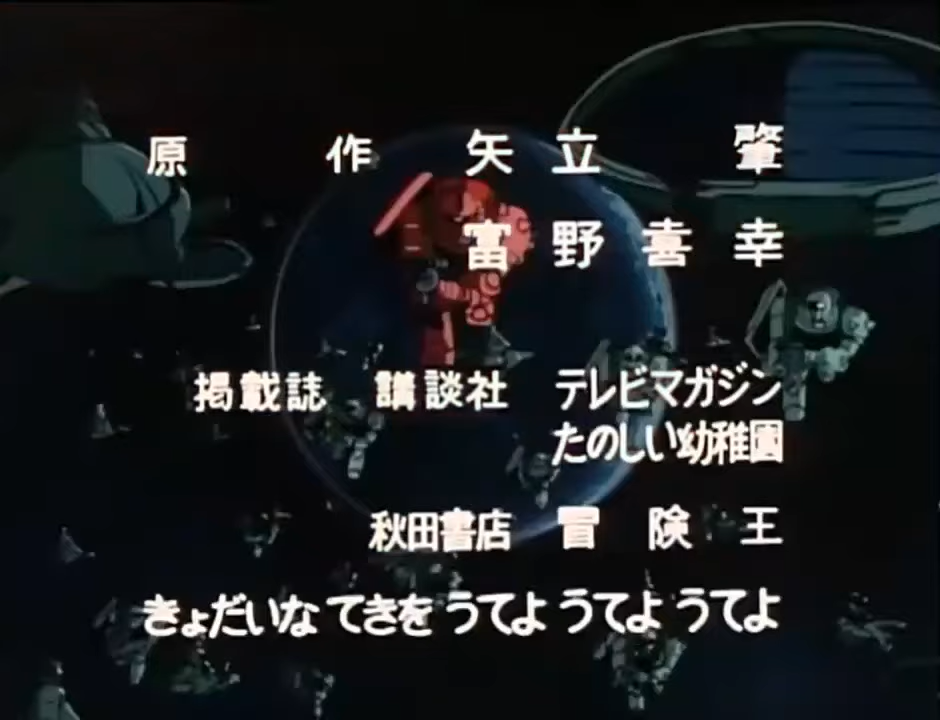 原作 矢立肇
富野喜幸
掲載誌 講談社 テレビマガジン
たのしい幼稚園
秋田書店 冒険王
きょだいな てきを うてよ うてよ うてよ